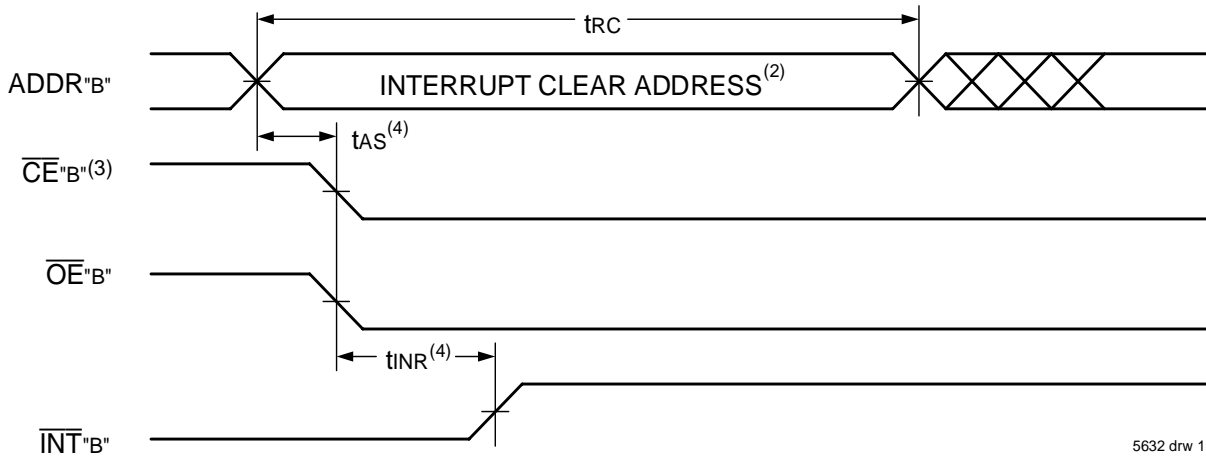 tRC
ADDR"B"
INTERRUPT CLEAR ADDRESS(2)
tAS(4)
CE"B"(3)
OE"B"
tINR(4)
INT"B"
5632 drw 1